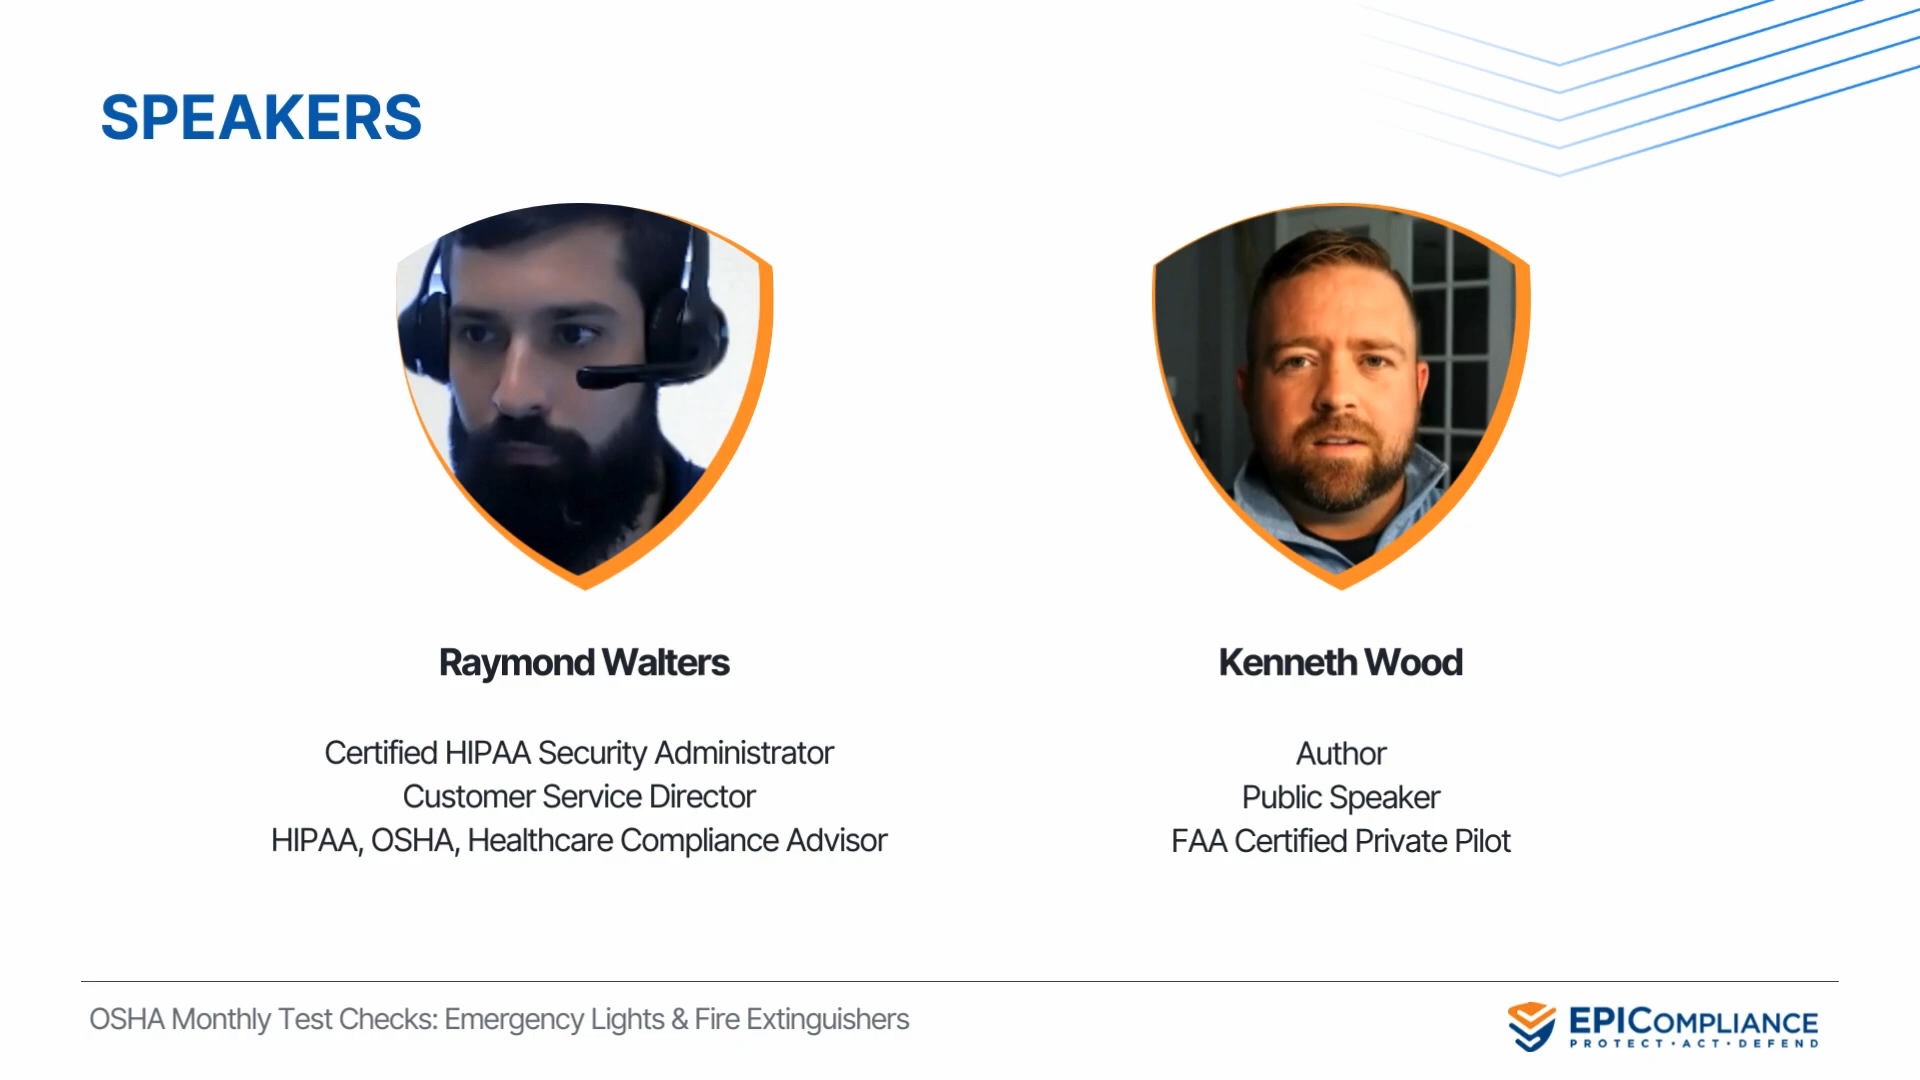 SPEAKERS
Raymond Walters
Certified HIPAA Security Administrator
Customer Service Director
HIPAA, OSHA, Healthcare Compliance Advisor
Kenneth Wood
Author
Public Speaker
FAA Certified Private Pilot
OSHA Monthly Test Checks: Emergency Lights & Fire Extinguishers
EPICOMPLIANCE
PROTECT · ACT · DEFEND